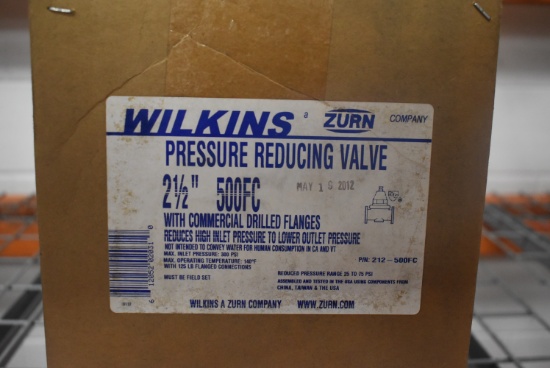 WILKINS a ZURN COMPANY
PRESSURE REDUCING VALVE
2½" 500FC MAY 1 6 2012
WITH COMMERCIAL DRILLED FLANGES
REDUCES HIGH INLET PRESSURE TO LOWER OUTLET PRESSURE
NOT INTENDED TO CONVEY WATER FOR HUMAN CONSUMPTION IN CA AND VT
MAX. INLET PRESSURE: 300 PSI
MAX. OPERATING TEMPERATURE: 140°F
WITH 125 LB FLANGED CONNECTIONS
MUST BE FIELD SET
P/N: 212-500FC
REDUCED PRESSURE RANGE 25 TO 75 PSI
ASSEMBLED AND TESTED IN THE USA USING COMPONENTS FROM
CHINA, TAIWAN & THE USA
WILKINS A ZURN COMPANY WWW.ZURN.COM